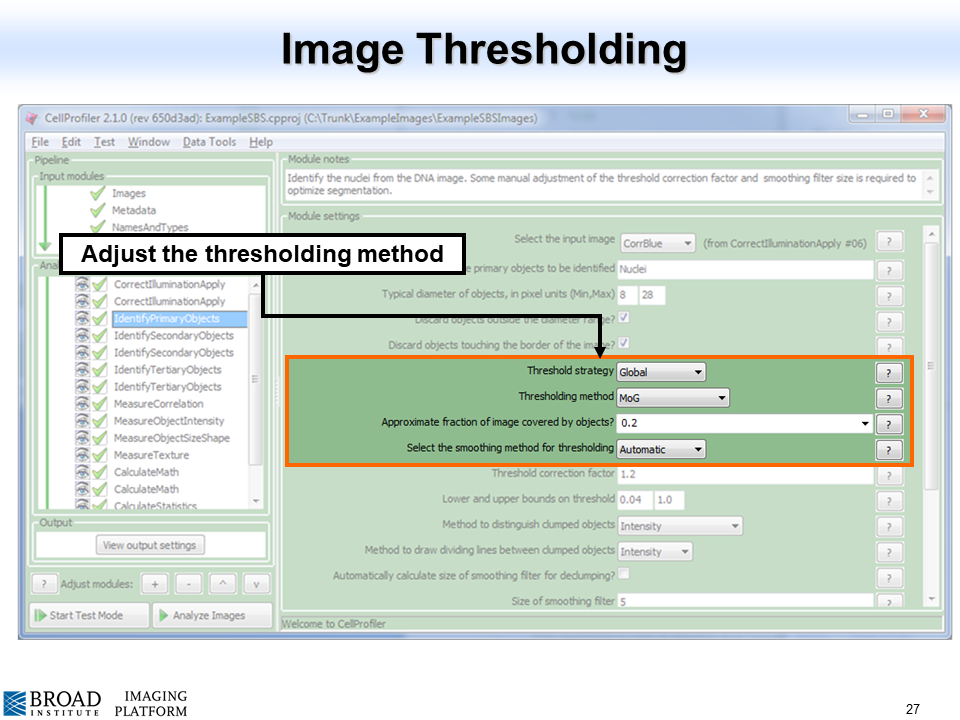 Image Thresholding
CellProfiler 2.1.0 (rev 650d3ad): ExampleSBS.cpproj (C:\Trunk\ExampleImages\ExampleSBSImages)
File Edit Test Window Data Tools Help
Pipeline
Input modules
Images
Metadata
NamesAndTypes
Adjust the thresholding method
CorrectIlluminationApply
CorrectIlluminationApply
IdentifyPrimaryObjects
IdentifySecondaryObjects
IdentifySecondaryObjects
IdentifyTertiaryObjects
IdentifyTertiaryObjects
MeasureCorrelation
MeasureObjectIntensity
MeasureObjectSizeShape
MeasureTexture
CalculateMath
CalculateMath
CalculateStatistics
Output
View output settings
? Adjust modules: + - ^ v
Start Test Mode Analyze Images
Module notes
Identify the nuclei from the DNA image. Some manual adjustment of the threshold correction factor and smoothing filter size is required to
optimize segmentation.
Module settings
Select the input image CorrBlue (from CorrectIlluminationApply #06) ?
primary objects to be identified Nuclei ?
Typical diameter of objects, in pixel units (Min,Max) 8 28 ?
Discard objects outside the diameter range? ?
Discard objects touching the border of the image? ?
Threshold strategy Global ?
Thresholding method MoG ?
Approximate fraction of image covered by objects? 0.2 ?
Select the smoothing method for thresholding Automatic ?
Threshold correction factor 1.2 ?
Lower and upper bounds on threshold 0.04 1.0 ?
Method to distinguish clumped objects Intensity ?
Method to draw dividing lines between clumped objects Intensity ?
Automatically calculate size of smoothing filter for declumping? ?
Size of smoothing filter 5 ?
Welcome to CellProfiler
BROAD
INSTITUTE
IMAGING
PLATFORM
27